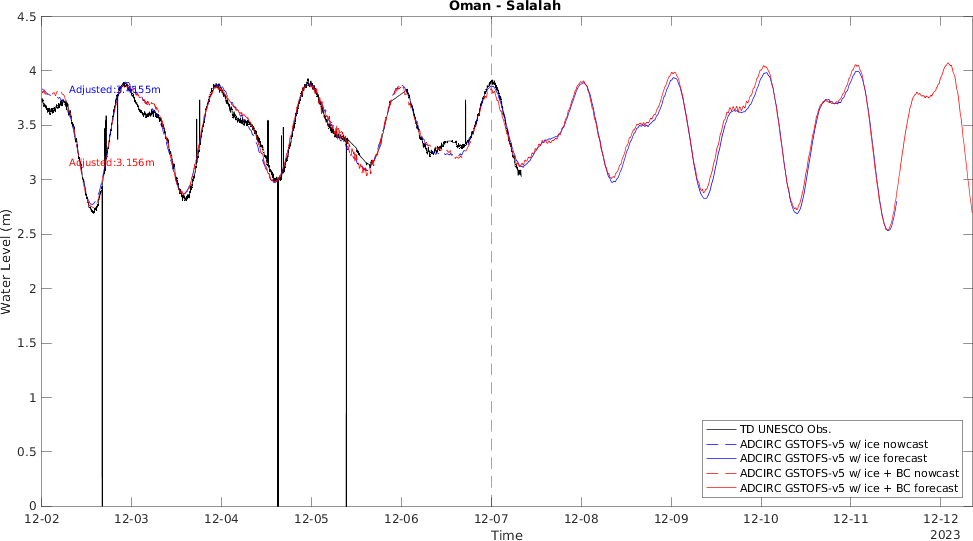 Oman - Salalah
4.5
4
3.5
3
2.5
2
1.5
1
0.5
0
Water Level (m)
Adjusted:3.1155m
Adjusted:3.156m
TD UNESCO Obs.
ADCIRC GSTOFS-v5 w/ ice nowcast
ADCIRC GSTOFS-v5 w/ ice forecast
ADCIRC GSTOFS-v5 w/ ice + BC nowcast
ADCIRC GSTOFS-v5 w/ ice + BC forecast
12-02 12-03 12-04 12-05 12-06 12-07 12-08 12-09 12-10 12-11 12-12
2023
Time